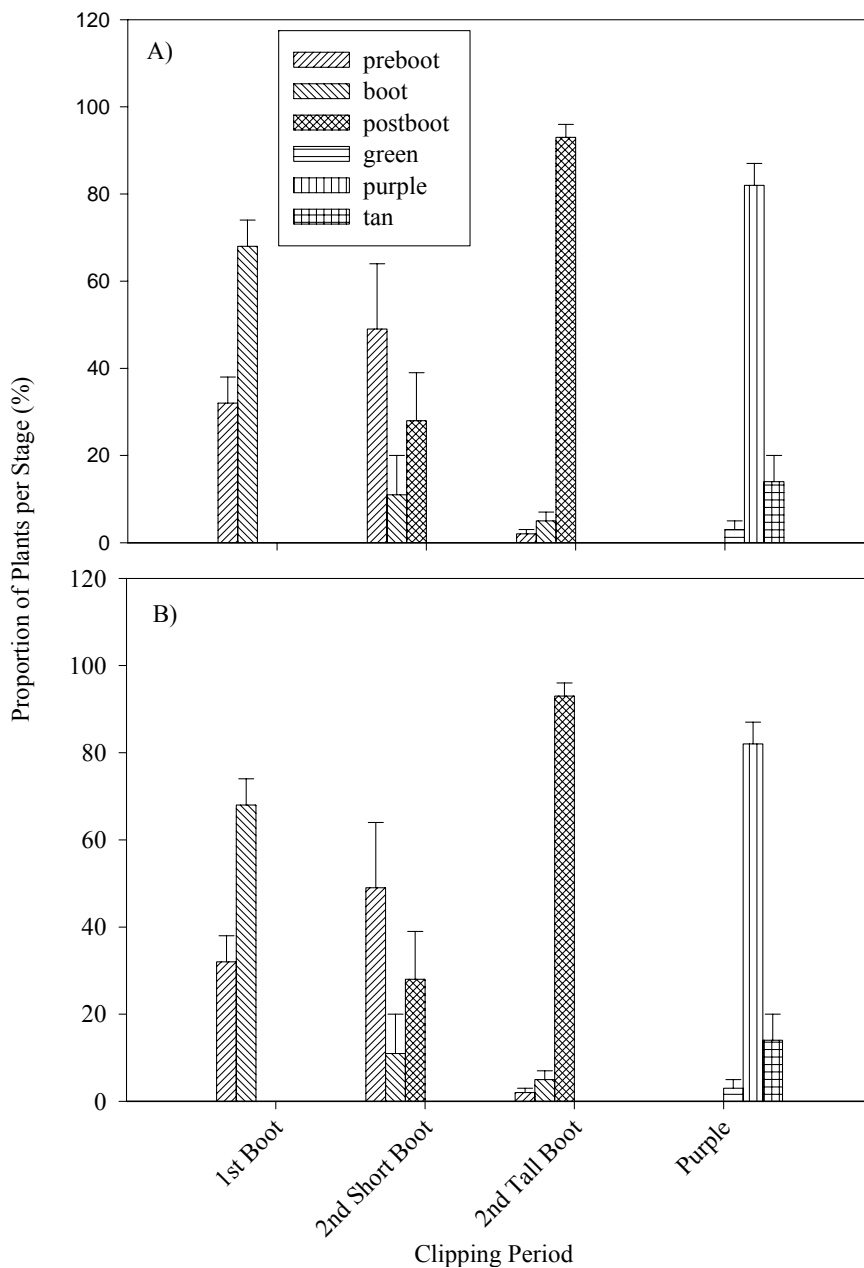 120
A)
preboot
100
boot
postboot
green
80
purple
tan
60
40
20
0
Proportion of Plants per Stage (%)
120
B)
100
80
60
40
20
0
1st Boot
2nd Short Boot
2nd Tall Boot
Purple
Clipping Period